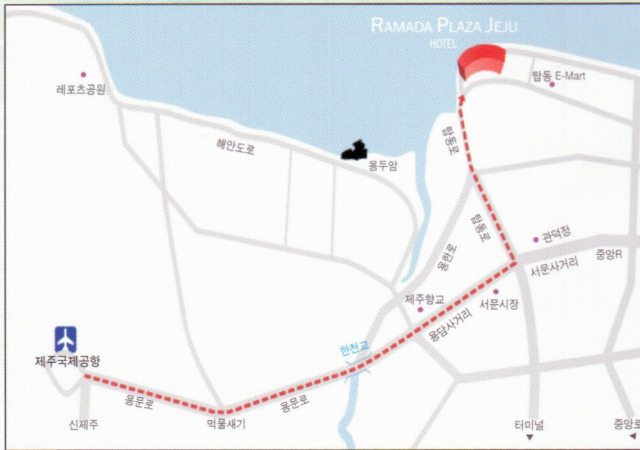 RAMADA PLAZA JEJU
HOTEL
탑동 E-Mart
레포츠공원
탑동로
해안도로
용두암
탑동로
관덕정
용한로
중앙R
서문사거리
제주향교
서문시장
용담사거리
한천교
제주국제공항
용문로
용문로
신제주
먹물새기
터미널
중앙로